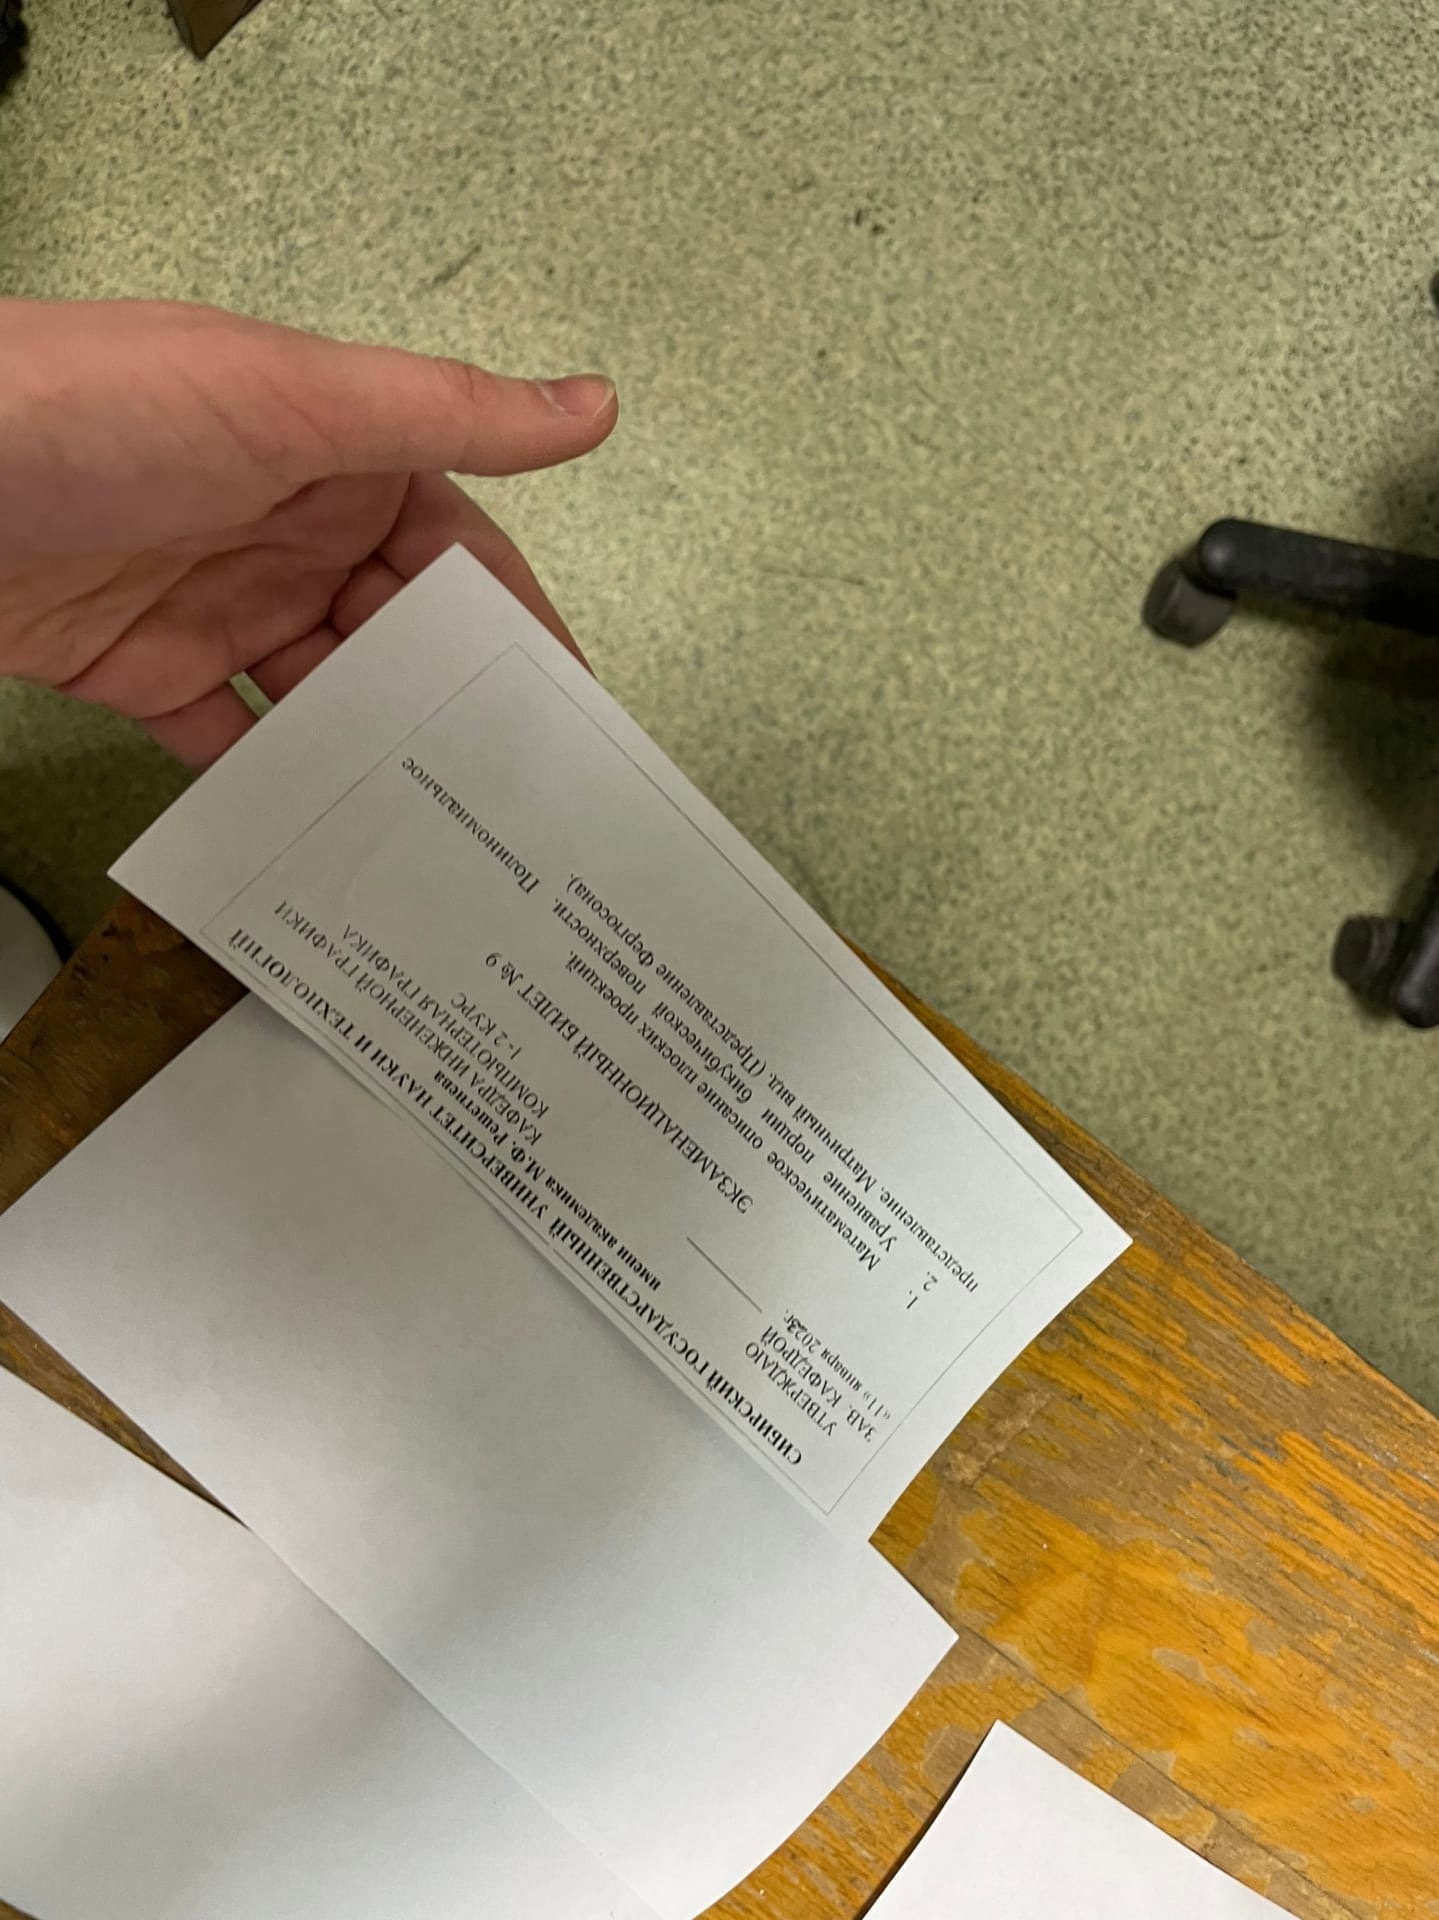 СИБИРСКИЙ ГОСУДАРСТВЕННЫЙ УНИВЕРСИТЕТ НАУКИ И ТЕХНОЛОГИЙ
имени академика М.Ф. Решетнева
КАФЕДРА ИНЖЕНЕРНОЙ ГРАФИКИ
КОМПЬЮТЕРНАЯ ГРАФИКА
1-2 КУРС
УТВЕРЖДАЮ
ЗАВ. КАФЕДРОЙ
«11» января 2023г.
ЭКЗАМЕНАЦИОННЫЙ БИЛЕТ № 9
1. Математическое описание плоских проекций.
2. Уравнение порции бикубической поверхности. Полиномиальное
представление. Матричный вид. (Представление Фергюсона).